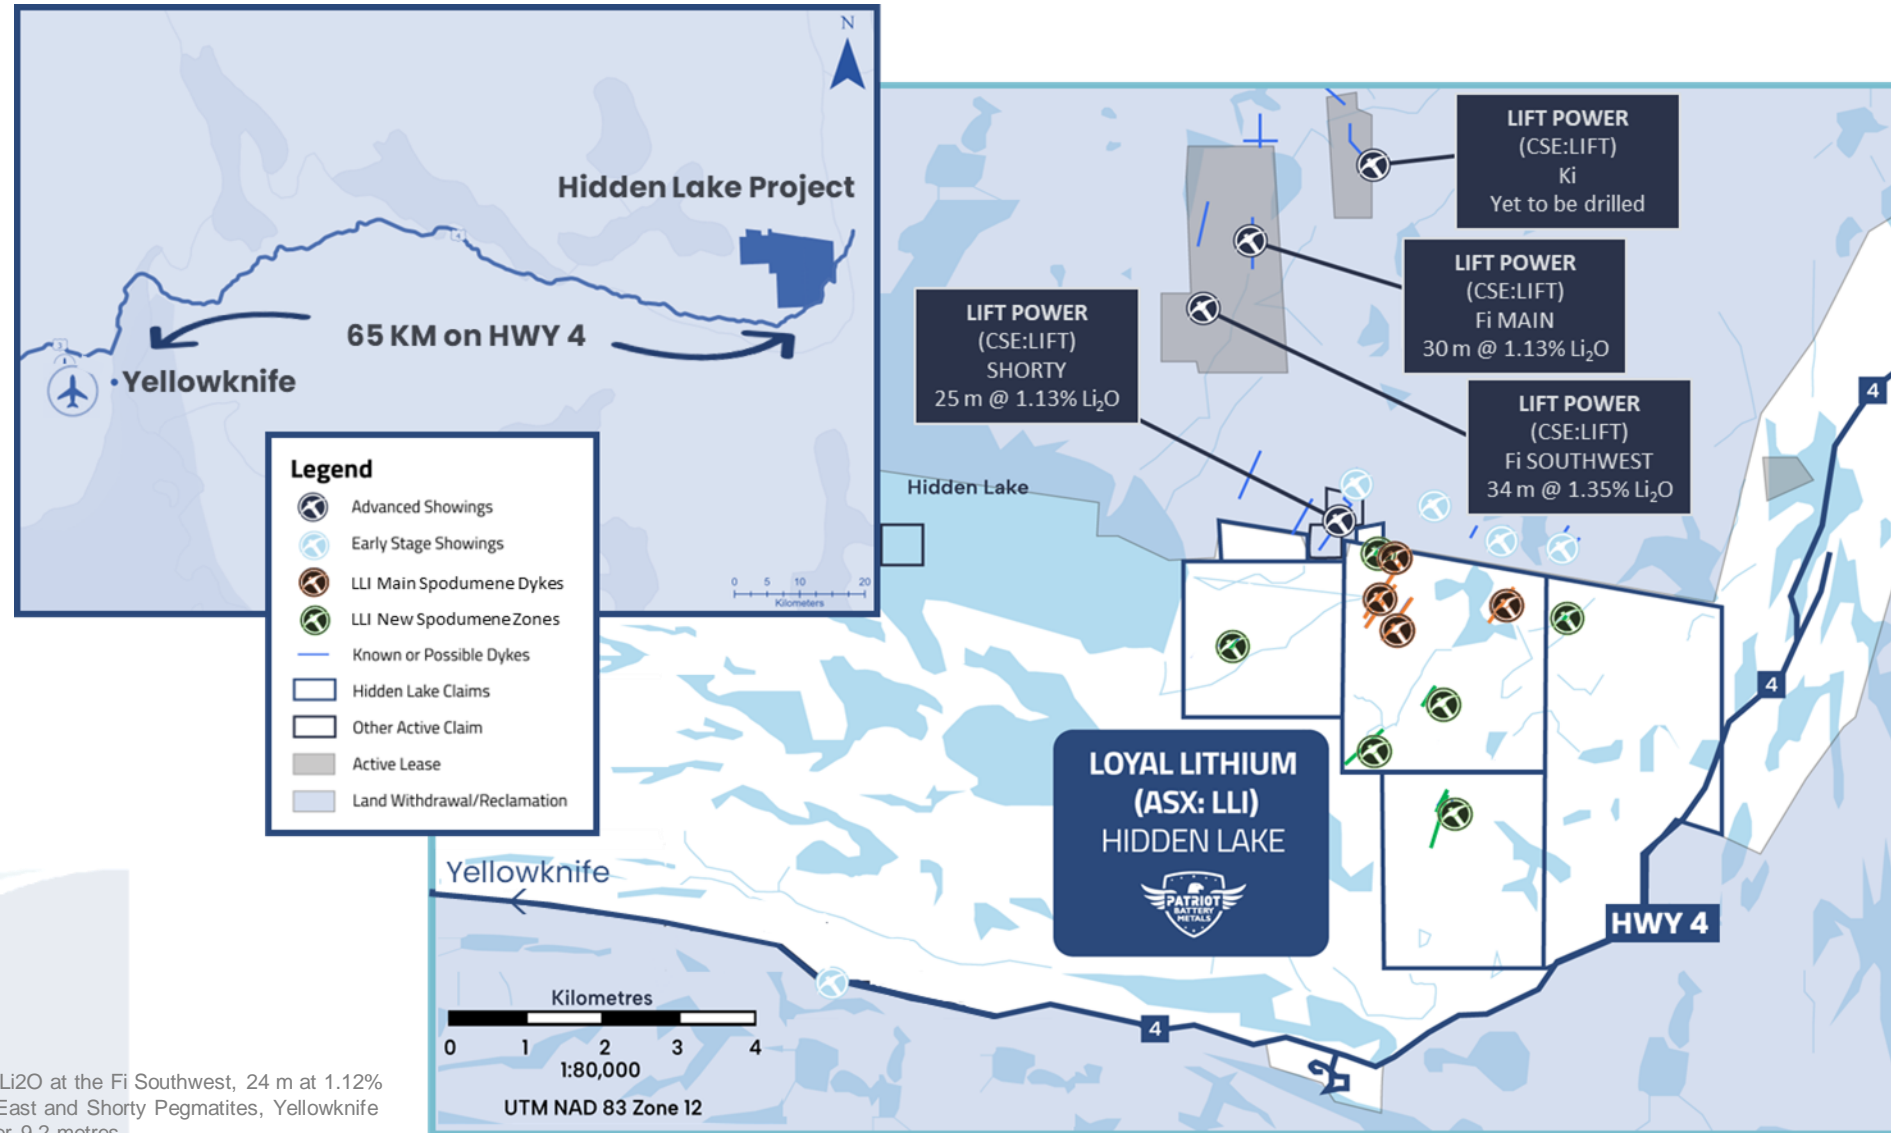 N
Hidden Lake Project
4
65 KM on HWY 4
3
1
Yellowknife
0 5 10 20
Kilometers
Legend
Advanced Showings
Early Stage Showings
LLI Main Spodumene Dykes
LLI New Spodumene Zones
Known or Possible Dykes
Hidden Lake Claims
Other Active Claim
Active Lease
Land Withdrawal/Reclamation
LIFT POWER
(CSE:LIFT)
Ki
Yet to be drilled
LIFT POWER
(CSE:LIFT)
Fi MAIN
30 m @ 1.13% Li₂O
LIFT POWER
(CSE:LIFT)
SHORTY
25 m @ 1.13% Li₂O
LIFT POWER
(CSE:LIFT)
Fi SOUTHWEST
34 m @ 1.35% Li₂O
4
Hidden Lake
4
LOYAL LITHIUM
(ASX: LLI)
HIDDEN LAKE
PATRIOT
BATTERY
METALS
HWY 4
Yellowknife
4
Kilometres
0 1 2 3 4
1:80,000
UTM NAD 83 Zone 12
Li2O at the Fi Southwest, 24 m at 1.12%
East and Shorty Pegmatites, Yellowknife
9.2 metres